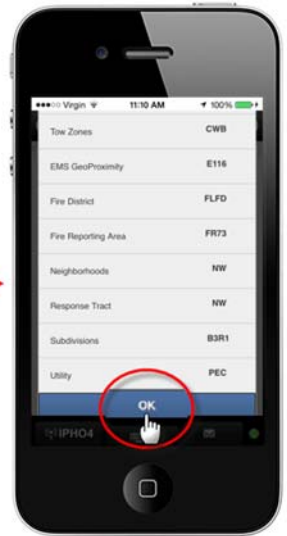 Virgin 11:10 AM 100%
Tow Zones CWB
EMS GeoProximity E116
Fire District FLFD
Fire Reporting Area FR73
Neighborhoods NW
Response Tract NW
Subdivisions B3R1
Utility PEC
OK
IPHO4